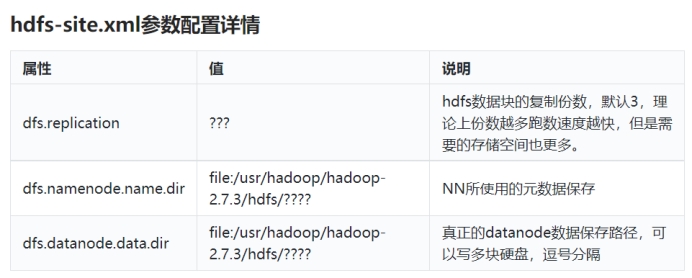 hdfs-site.xml参数配置详情
属性 值 说明
dfs.replication ??? hdfs数据块的复制份数，默认3，理
论上份数越多跑数速度越快，但是需
要的存储空间也更多。
dfs.namenode.name.dir file:/usr/hadoop/hadoop-
2.7.3/hdfs/???? NN所使用的元数据保存
dfs.datanode.data.dir file:/usr/hadoop/hadoop-
2.7.3/hdfs/???? 真正的datanode数据保存路径，可
以写多块硬盘，逗号分隔